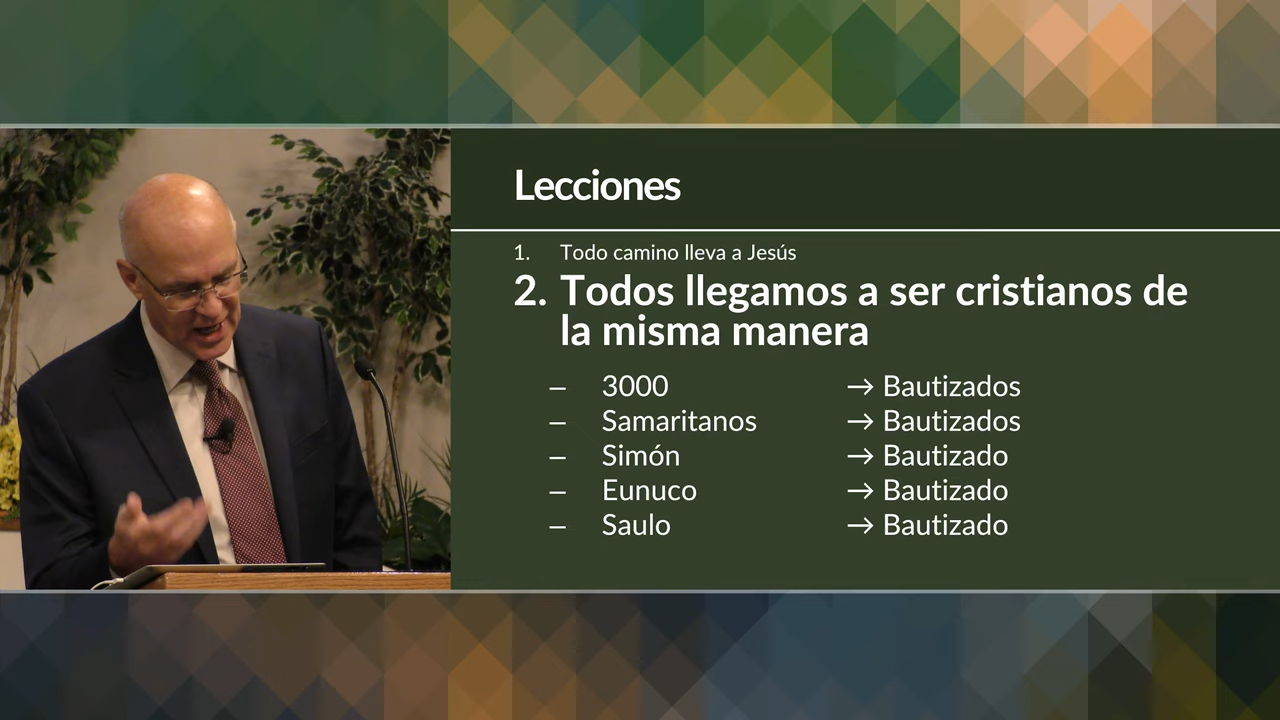 Lecciones
1. Todo camino lleva a Jesús
2. Todos llegamos a ser cristianos de
la misma manera
– 3000 → Bautizados
– Samaritanos → Bautizados
– Simón → Bautizado
– Eunuco → Bautizado
– Saulo → Bautizado